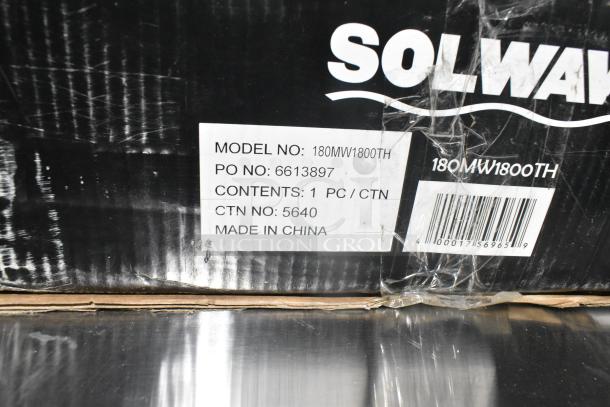 SOLWAV
180MW1800TH
MODEL NO: 180MW1800TH
PO NO: 6613897
CONTENTS: 1 PC / CTN
CTN NO: 5640
MADE IN CHINA